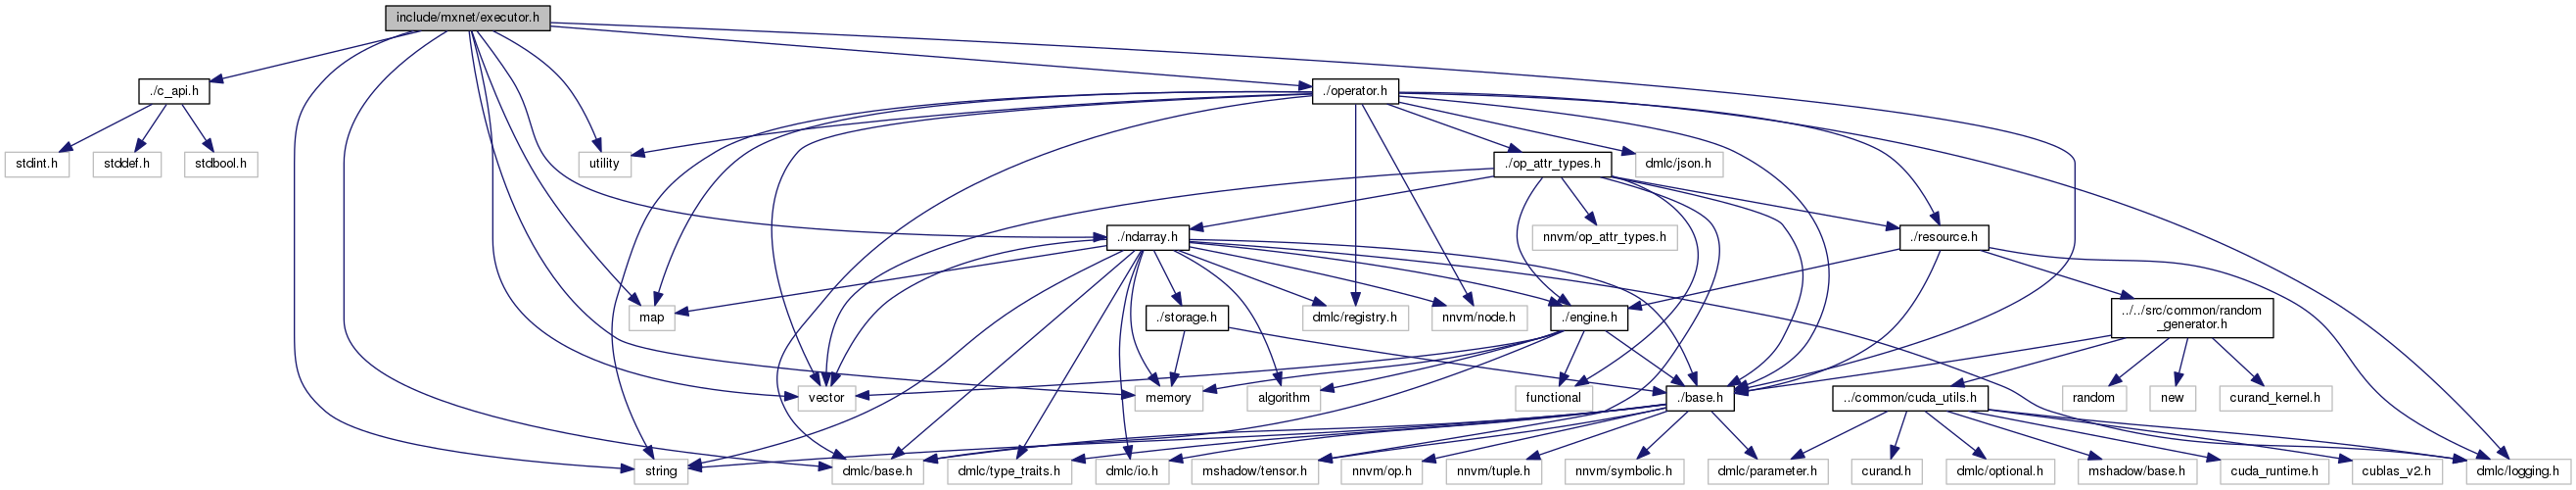 include/mxnet/executor.h
./c_api.h
./operator.h
stdint.h
stddef.h
stdbool.h
utility
./op_attr_types.h
dmlc/json.h
./ndarray.h
nnvm/op_attr_types.h
./resource.h
map
./storage.h
dmlc/registry.h
nnvm/node.h
./engine.h
../../src/common/random
_generator.h
vector
memory
algorithm
functional
./base.h
../common/cuda_utils.h
random
new
curand_kernel.h
string
dmlc/base.h
dmlc/type_traits.h
dmlc/io.h
mshadow/tensor.h
nnvm/op.h
nnvm/tuple.h
nnvm/symbolic.h
dmlc/parameter.h
curand.h
dmlc/optional.h
mshadow/base.h
cuda_runtime.h
cublas_v2.h
dmlc/logging.h